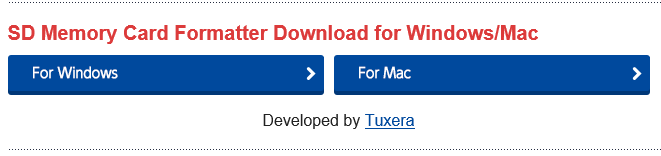 SD Memory Card Formatter Download for Windows/Mac
For Windows
For Mac
Developed by Tuxera